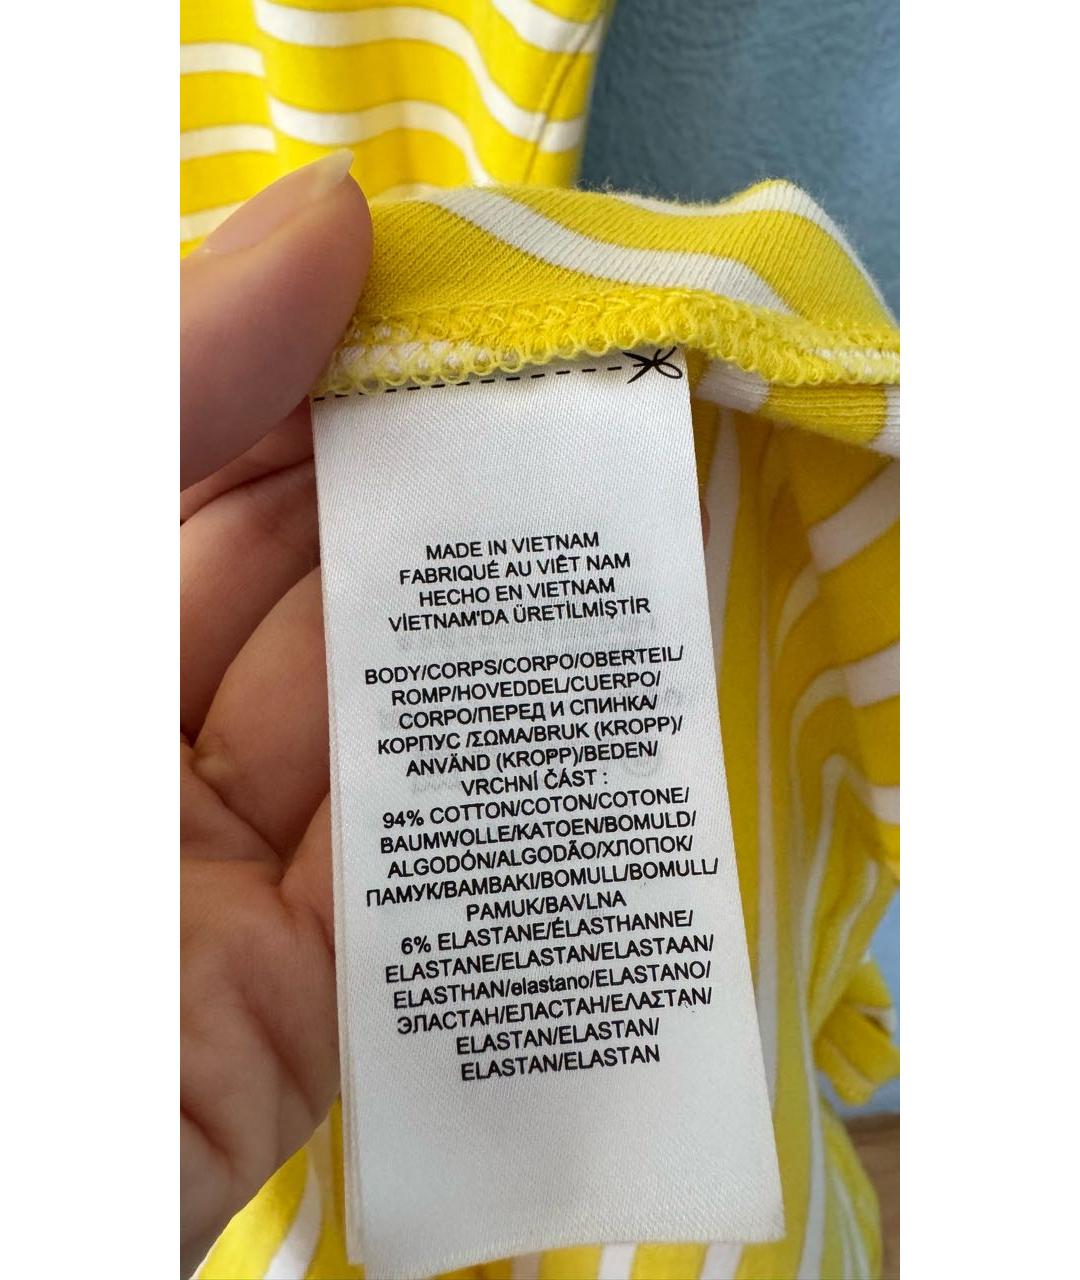 MADE IN VIETNAM
FABRIQUÉ AU VIÊT NAM
HECHO EN VIETNAM
VİETNAM'DA ÜRETİLMİŞTİR
BODY/CORPS/CORPO/OBERTEIL/
ROMP/HOVEDDEL/CUERPO/
CORPO/ПЕРЕД И СПИНКА/
КОРПУС /ΣΩΜΑ/BRUK (KROPP)/
ANVÄND (KROPP)/BEDEN/
VRCHNÍ ČÁST :
94% COTTON/COTON/COTONE/
BAUMWOLLE/KATOEN/BOMULD/
ALGODÓN/ALGODÃO/ХЛОПОК/
ПАМУК/BAMBAKI/BOMULL/BOMULL/
PAMUK/BAVLNA
6% ELASTANE/ÉLASTHANNE/
ELASTANE/ELASTAN/ELASTAAN/
ELASTHAN/elastano/ELASTANO/
ЭЛАСТАН/ЕЛАСТАН/ΕΛΑΣΤΑΝ/
ELASTAN/ELASTAN/
ELASTAN/ELASTAN